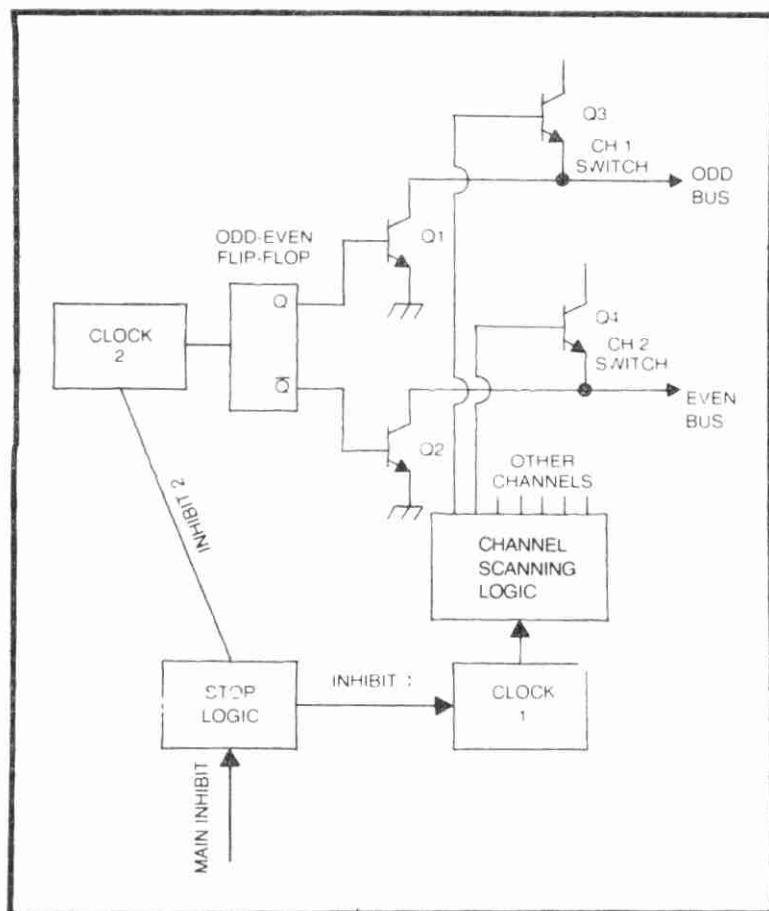 Q3
CH 1
SWITCH
ODD
BUS
ODD-EVEN
FLIP-FLOP
Q1
Q
CLOCK
2
Q4
CH 2
SWITCH
Q̅
EVEN
BUS
Q2
OTHER
CHANNELS
INHIBIT 2
CHANNEL
SCANNING
LOGIC
STOP
LOGIC
INHIBIT
CLOCK
1
MAIN INHIBIT